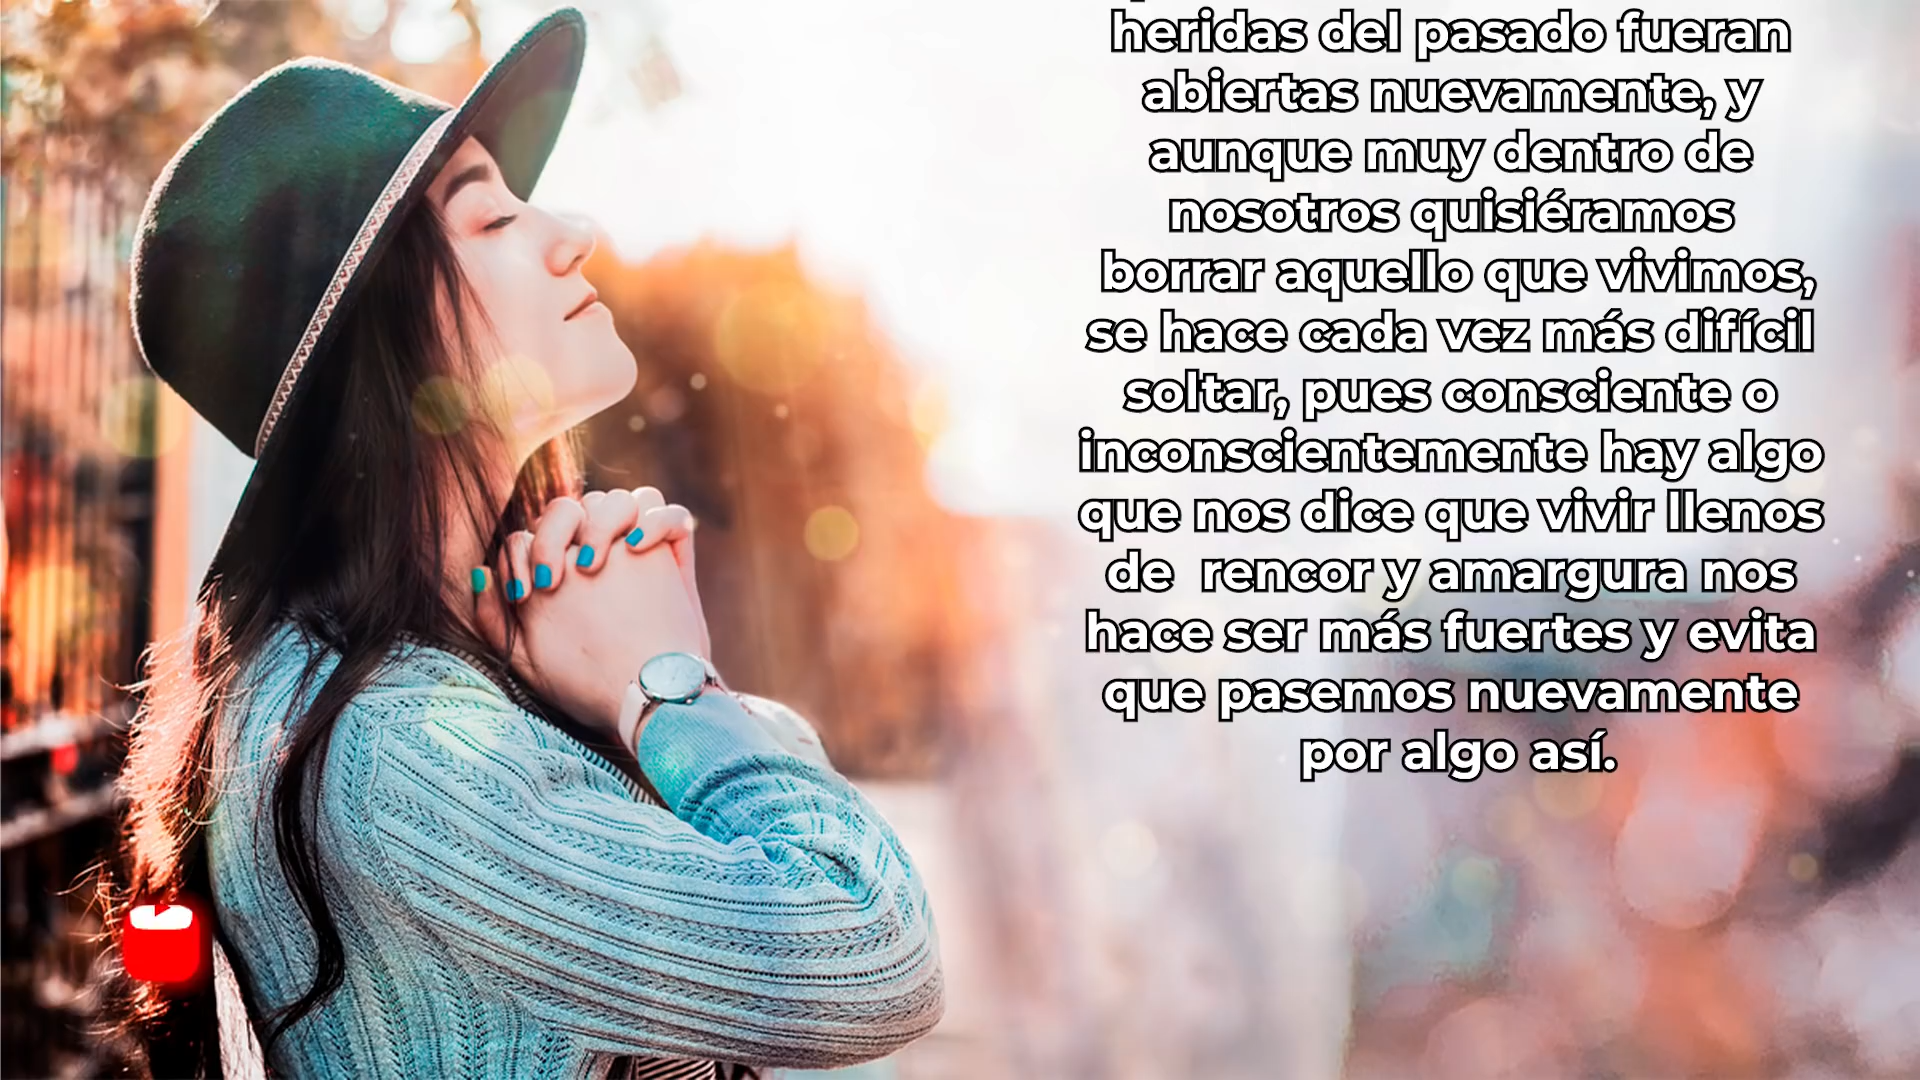 heridas del pasado fueran
abiertas nuevamente, y
aunque muy dentro de
nosotros quisiéramos
borrar aquello que vivimos,
se hace cada vez más difícil
soltar, pues consciente o
inconscientemente hay algo
que nos dice que vivir llenos
de  rencor y amargura nos
hace ser más fuertes y evita
que pasemos nuevamente
por algo así.